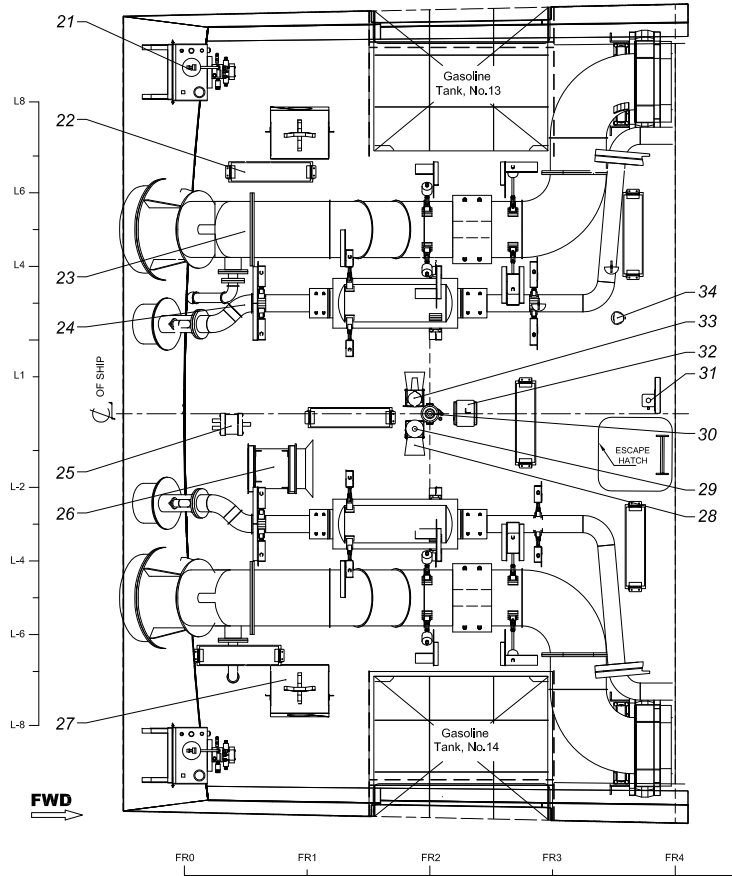 21
Gasoline
Tank, No.13
L8
22
L6
23
L4
24
34
33
32
L1
31
℄ OF SHIP
30
25
ESCAPE
HATCH
29
L-2
26
28
L-4
L-6
27
Gasoline
Tank, No.14
L-8
FWD
FR0 FR1 FR2 FR3 FR4